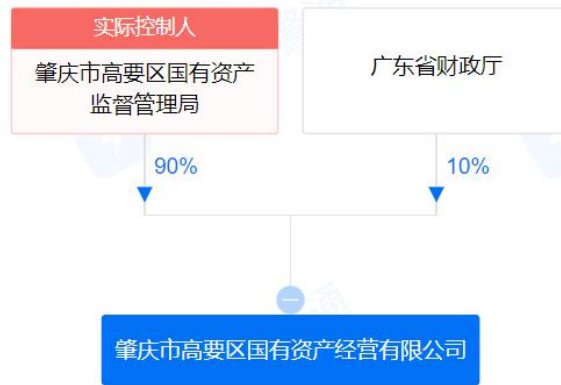 实际控制人
肇庆市高要区国有资产
监督管理局
广东省财政厅
90%
10%
肇庆市高要区国有资产经营有限公司